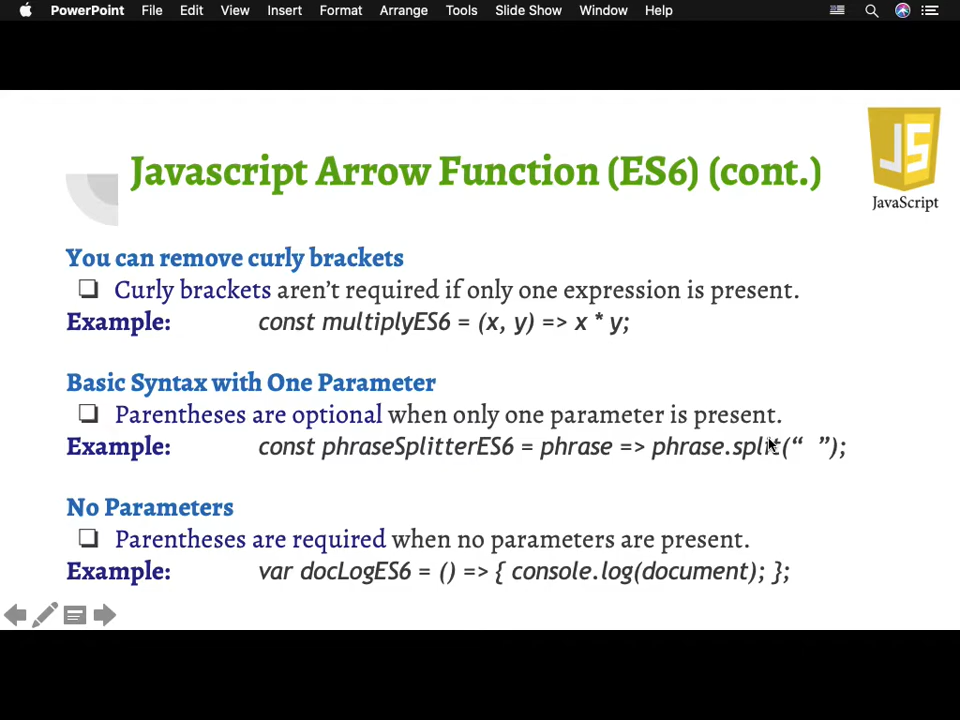 PowerPoint File Edit View Insert Format Arrange Tools Slide Show Window Help
JS
JavaScript
Javascript Arrow Function (ES6) (cont.)
You can remove curly brackets
❏ Curly brackets aren’t required if only one expression is present.
Example: const multiplyES6 = (x, y) => x * y;
Basic Syntax with One Parameter
❏ Parentheses are optional when only one parameter is present.
Example: const phraseSplitterES6 = phrase => phrase.split(“ ”);
No Parameters
❏ Parentheses are required when no parameters are present.
Example: var docLogES6 = () => { console.log(document); };